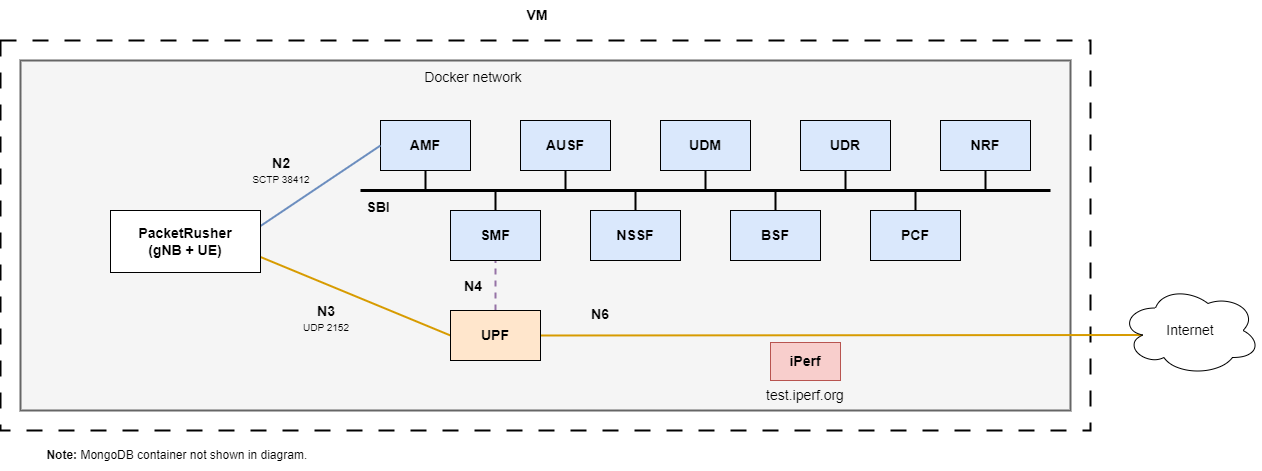 VM
Docker network
AMF
AUSF
UDM
UDR
NRF
N2
SCTP 38412
SBI
PacketRusher
(gNB + UE)
SMF
NSSF
BSF
PCF
N4
N3
UDP 2152
UPF
N6
Internet
iPerf
test.iperf.org
Note: MongoDB container not shown in diagram.